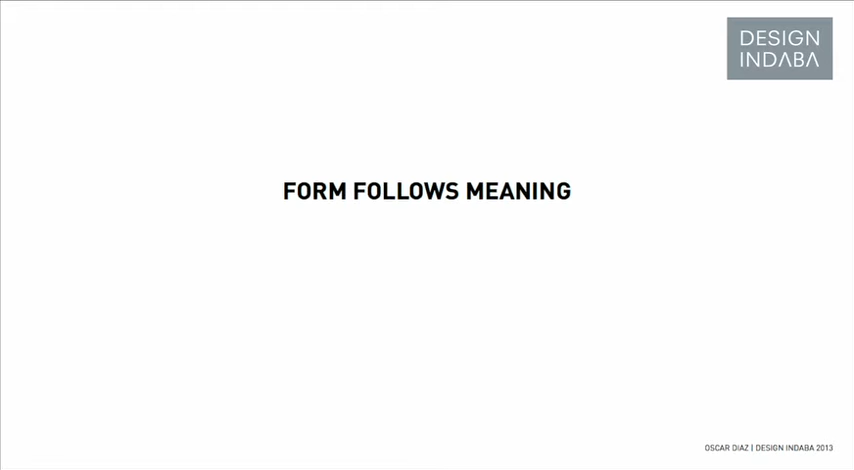 DESIGN
INDABA
FORM FOLLOWS MEANING
OSCAR DIAZ | DESIGN INDABA 2013